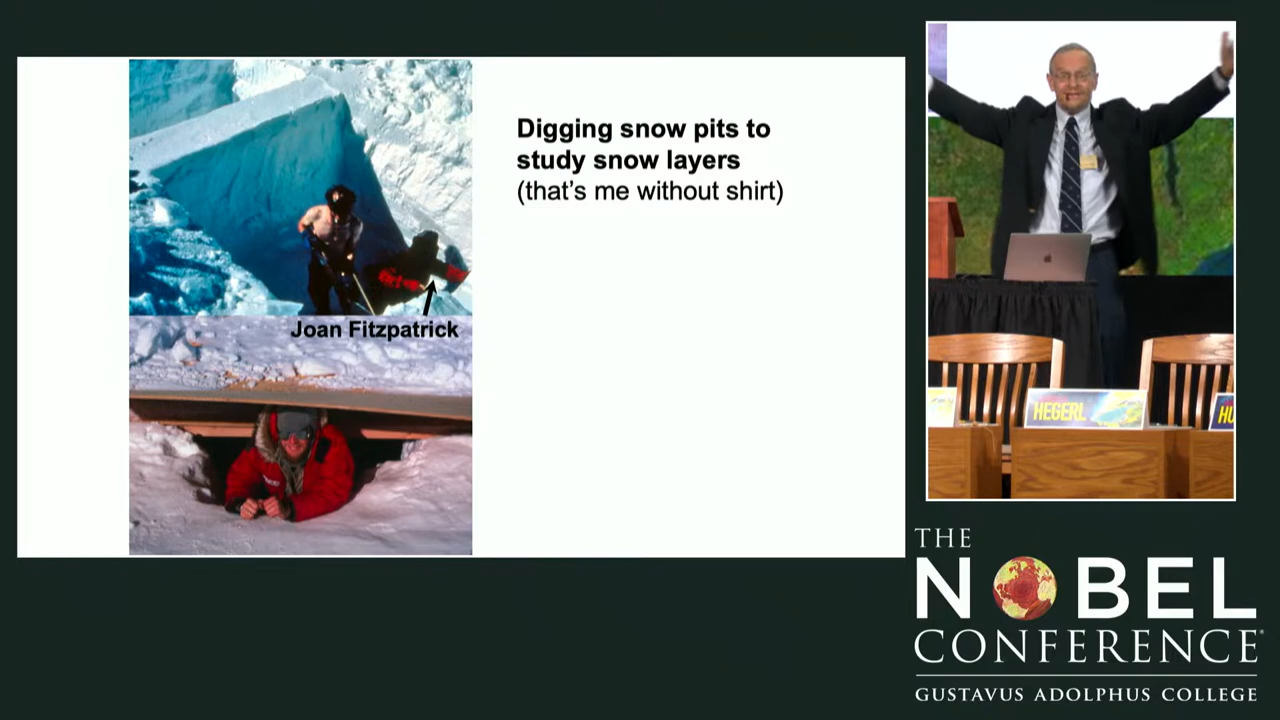 Digging snow pits to
study snow layers
(that's me without shirt)
Joan Fitzpatrick
HEGERL
HU
THE
NOBEL
CONFERENCE
GUSTAVUS ADOLPHUS COLLEGE